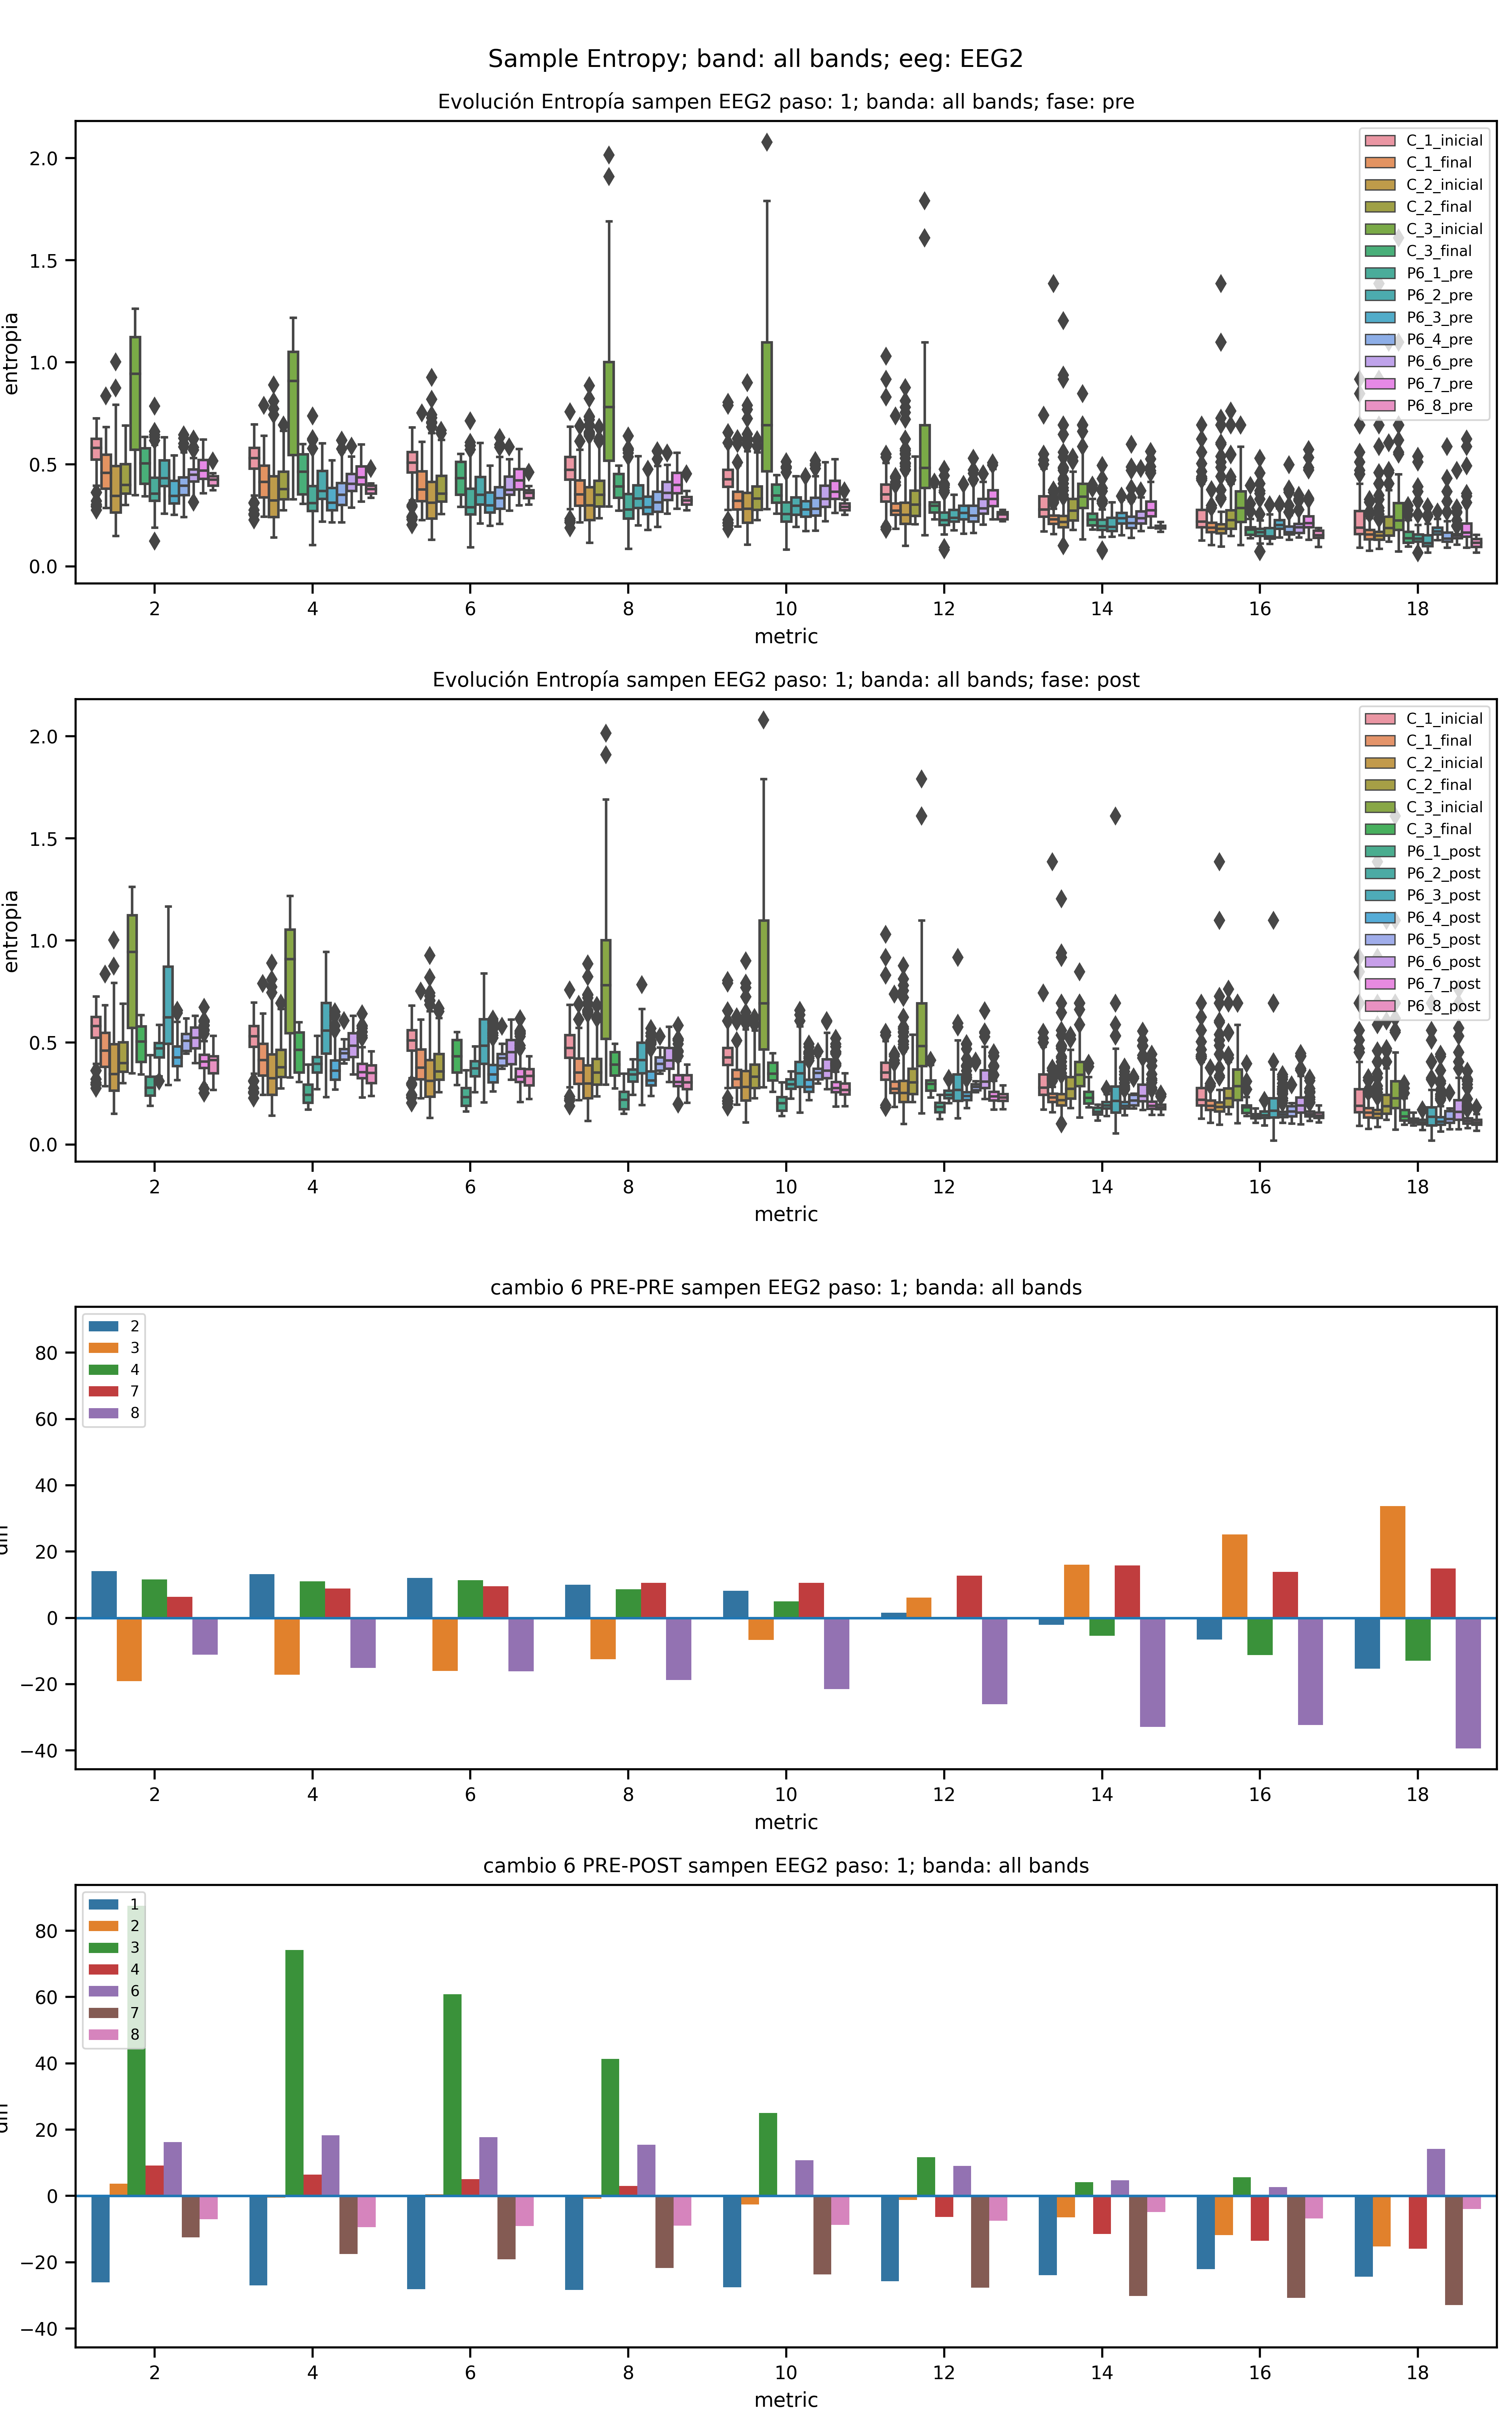 Sample Entropy; band: all bands; eeg: EEG2
Evolución Entropía sampen EEG2 paso: 1; banda: all bands; fase: pre
entropia
2.0
1.5
1.0
0.5
0.0
C_1_inicial
C_1_final
C_2_inicial
C_2_final
C_3_inicial
C_3_final
P6_1_pre
P6_2_pre
P6_3_pre
P6_4_pre
P6_6_pre
P6_7_pre
P6_8_pre
2 4 6 8 10 12 14 16 18
metric
Evolución Entropía sampen EEG2 paso: 1; banda: all bands; fase: post
entropia
2.0
1.5
1.0
0.5
0.0
C_1_inicial
C_1_final
C_2_inicial
C_2_final
C_3_inicial
C_3_final
P6_1_post
P6_2_post
P6_3_post
P6_4_post
P6_5_post
P6_6_post
P6_7_post
P6_8_post
2 4 6 8 10 12 14 16 18
metric
cambio 6 PRE-PRE sampen EEG2 paso: 1; banda: all bands
2
3
4
7
8
80
60
40
20
0
−20
−40
2 4 6 8 10 12 14 16 18
metric
cambio 6 PRE-POST sampen EEG2 paso: 1; banda: all bands
1
2
3
4
6
7
8
80
60
40
20
0
−20
−40
2 4 6 8 10 12 14 16 18
metric